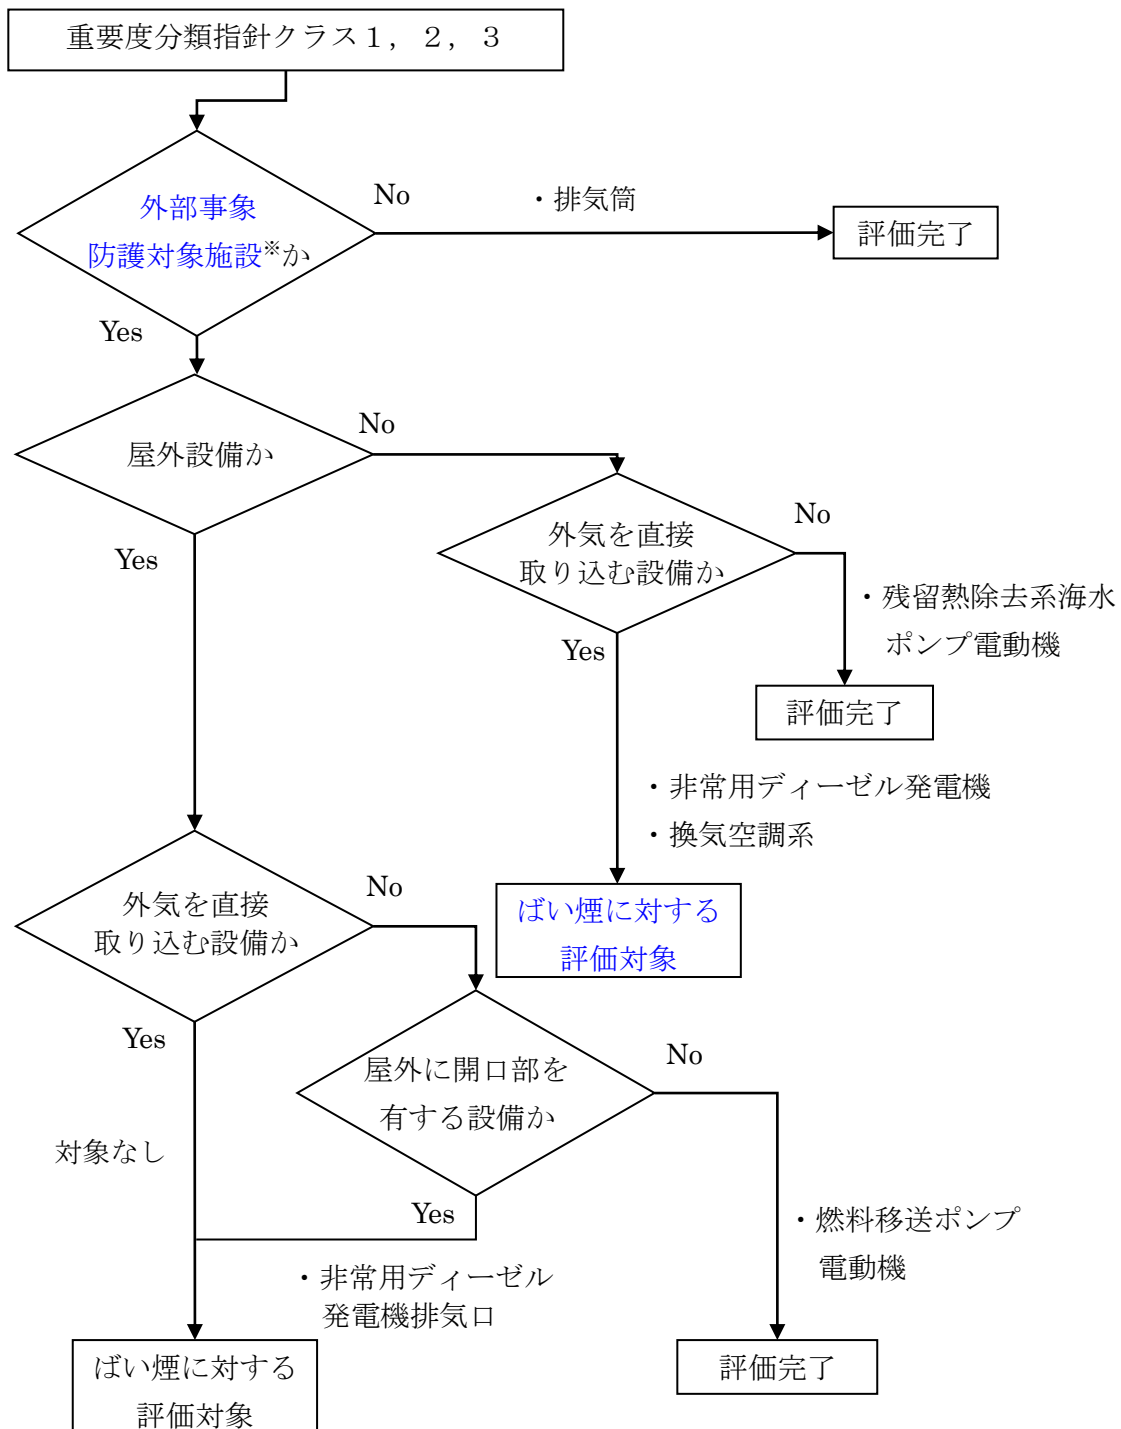 重要度分類指針クラス１，２，３
外部事象
防護対象施設※か
No
・排気筒
評価完了
Yes
屋外設備か
No
Yes
外気を直接
取り込む設備か
No
・残留熱除去系海水
ポンプ電動機
評価完了
Yes
・非常用ディーゼル発電機
・換気空調系
ばい煙に対する
評価対象
外気を直接
取り込む設備か
No
Yes
対象なし
屋外に開口部を
有する設備か
No
Yes
・燃料移送ポンプ
電動機
評価完了
・非常用ディーゼル
発電機排気口
ばい煙に対する
評価対象